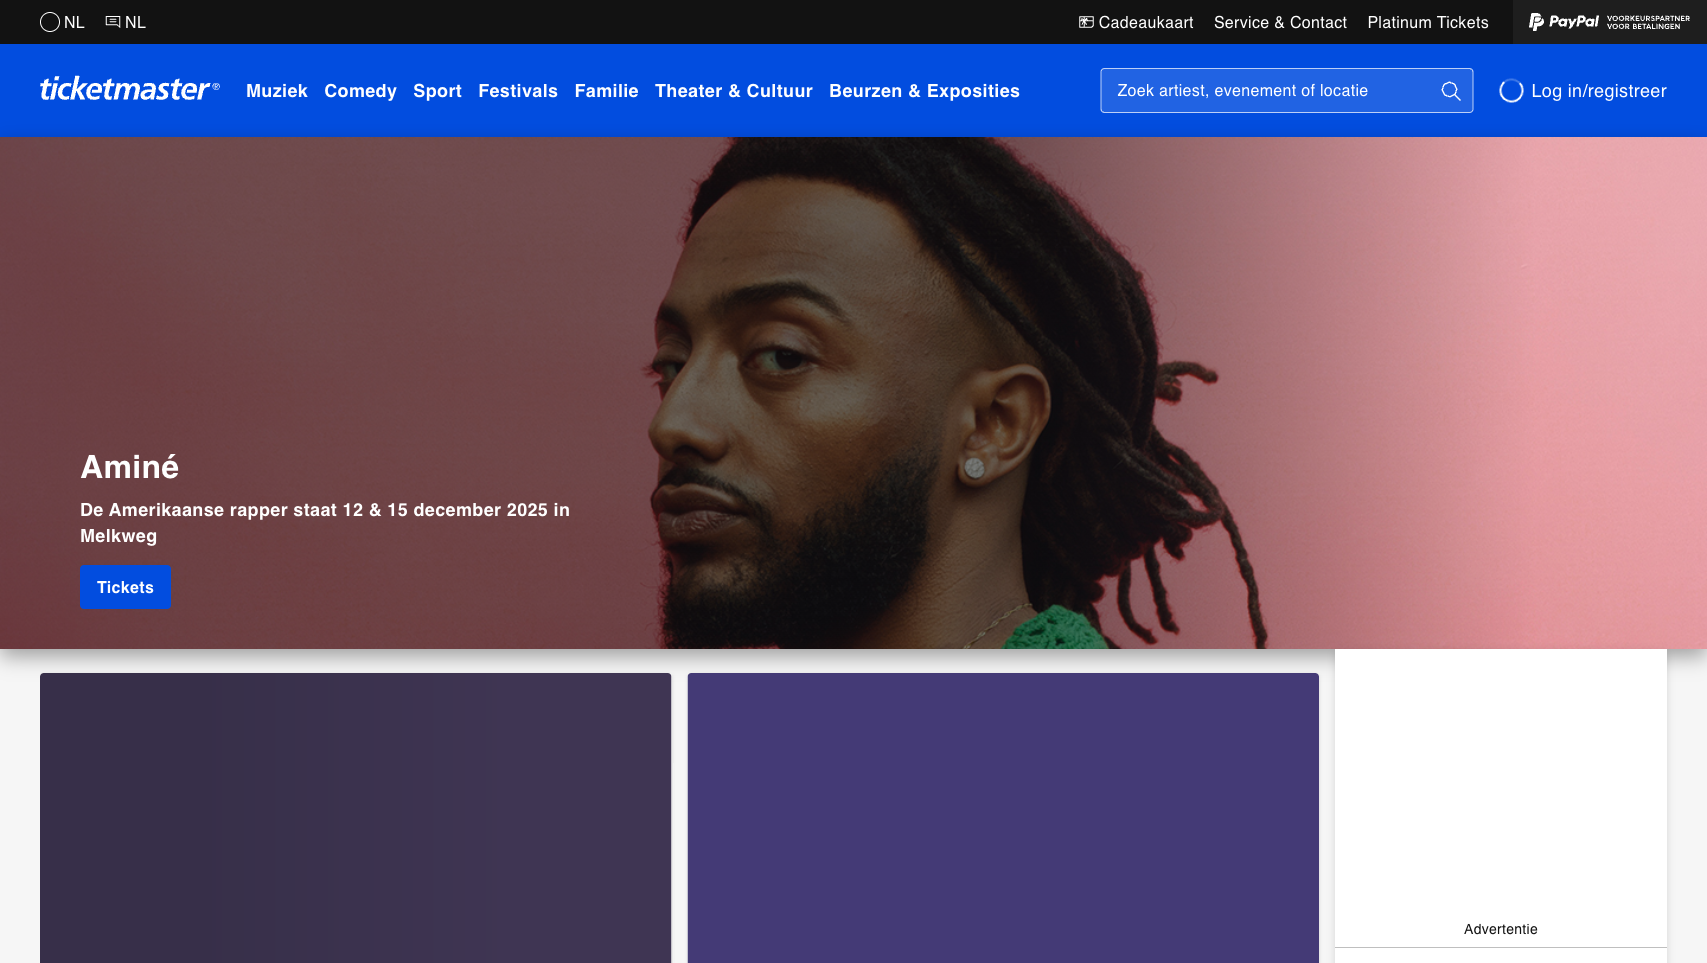 NL NL Cadeaukaart Service & Contact Platinum Tickets PayPal VOORKEURSPARTNER
VOOR BETALINGEN
ticketmaster® Muziek Comedy Sport Festivals Familie Theater & Cultuur Beurzen & Exposities Zoek artiest, evenement of locatie Log in/registreer
Aminé
De Amerikaanse rapper staat 12 & 15 december 2025 in
Melkweg
Tickets
Advertentie